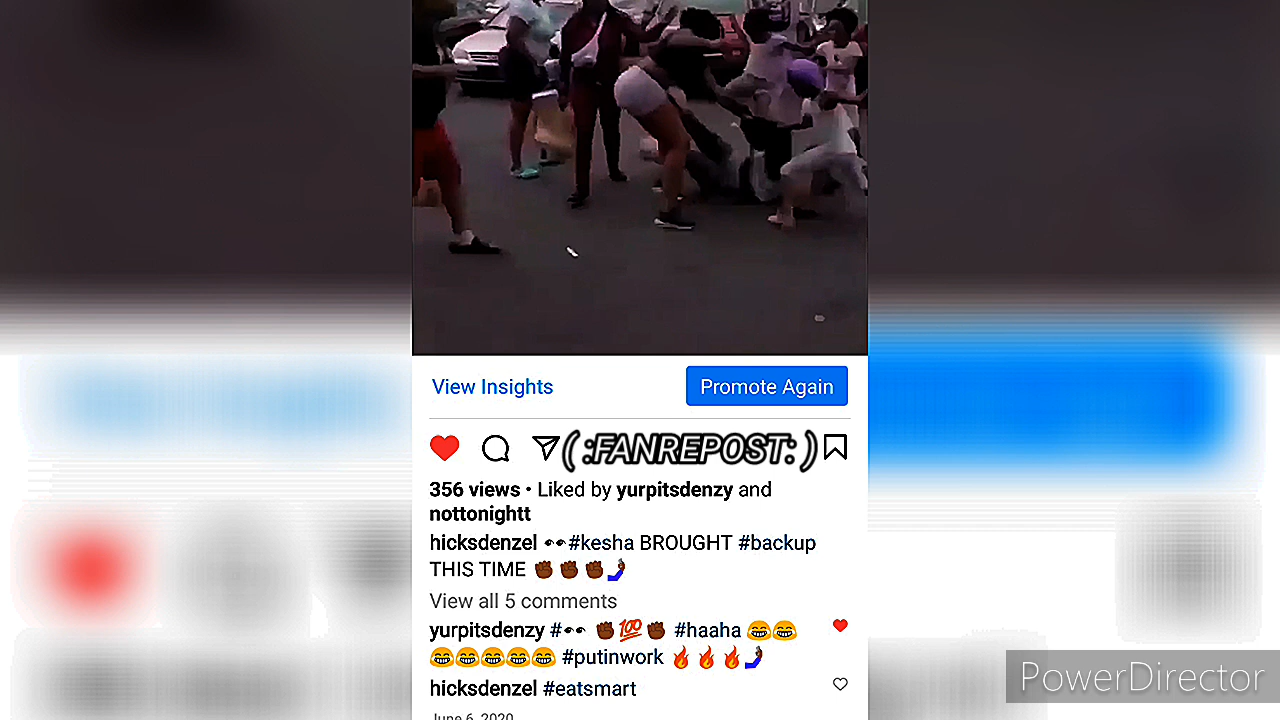 View Insights
Promote Again
( :FANREPOST: )
356 views • Liked by yurpitsdenzy and
nottonightt
hicksdenzel 👀#kesha BROUGHT #backup
THIS TIME ✊🏾✊🏾✊🏾🤳🏾
View all 5 comments
yurpitsdenzy #👀 ✊🏾💯✊🏾 #haaha 😂😂
😂😂😂😂😂 #putinwork 🔥🔥🔥🤳🏾
hicksdenzel #eatsmart
June 6, 2020
PowerDirector